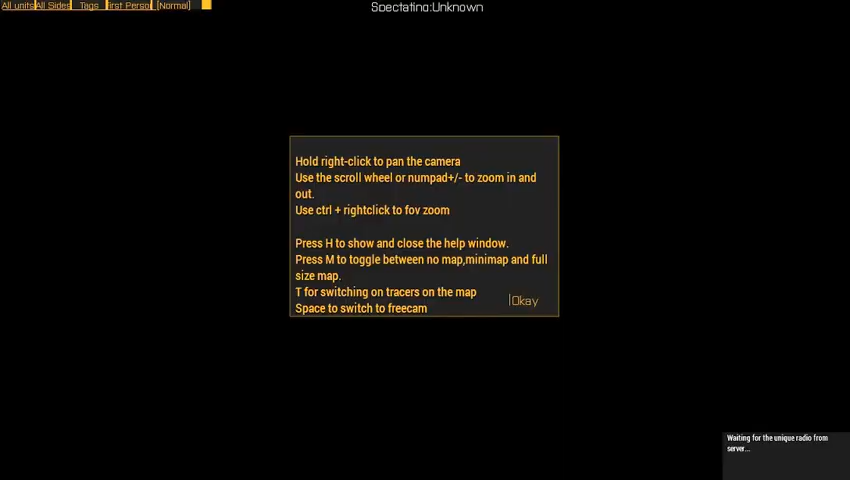 All units All Sides Tags First Person [Normal]
Spectating:Unknown
Hold right-click to pan the camera
Use the scroll wheel or numpad+/- to zoom in and
out.
Use ctrl + rightclick to fov zoom
Press H to show and close the help window.
Press M to toggle between no map,minimap and full
size map.
T for switching on tracers on the map
Space to switch to freecam
Okay
Waiting for the unique radio from
server...